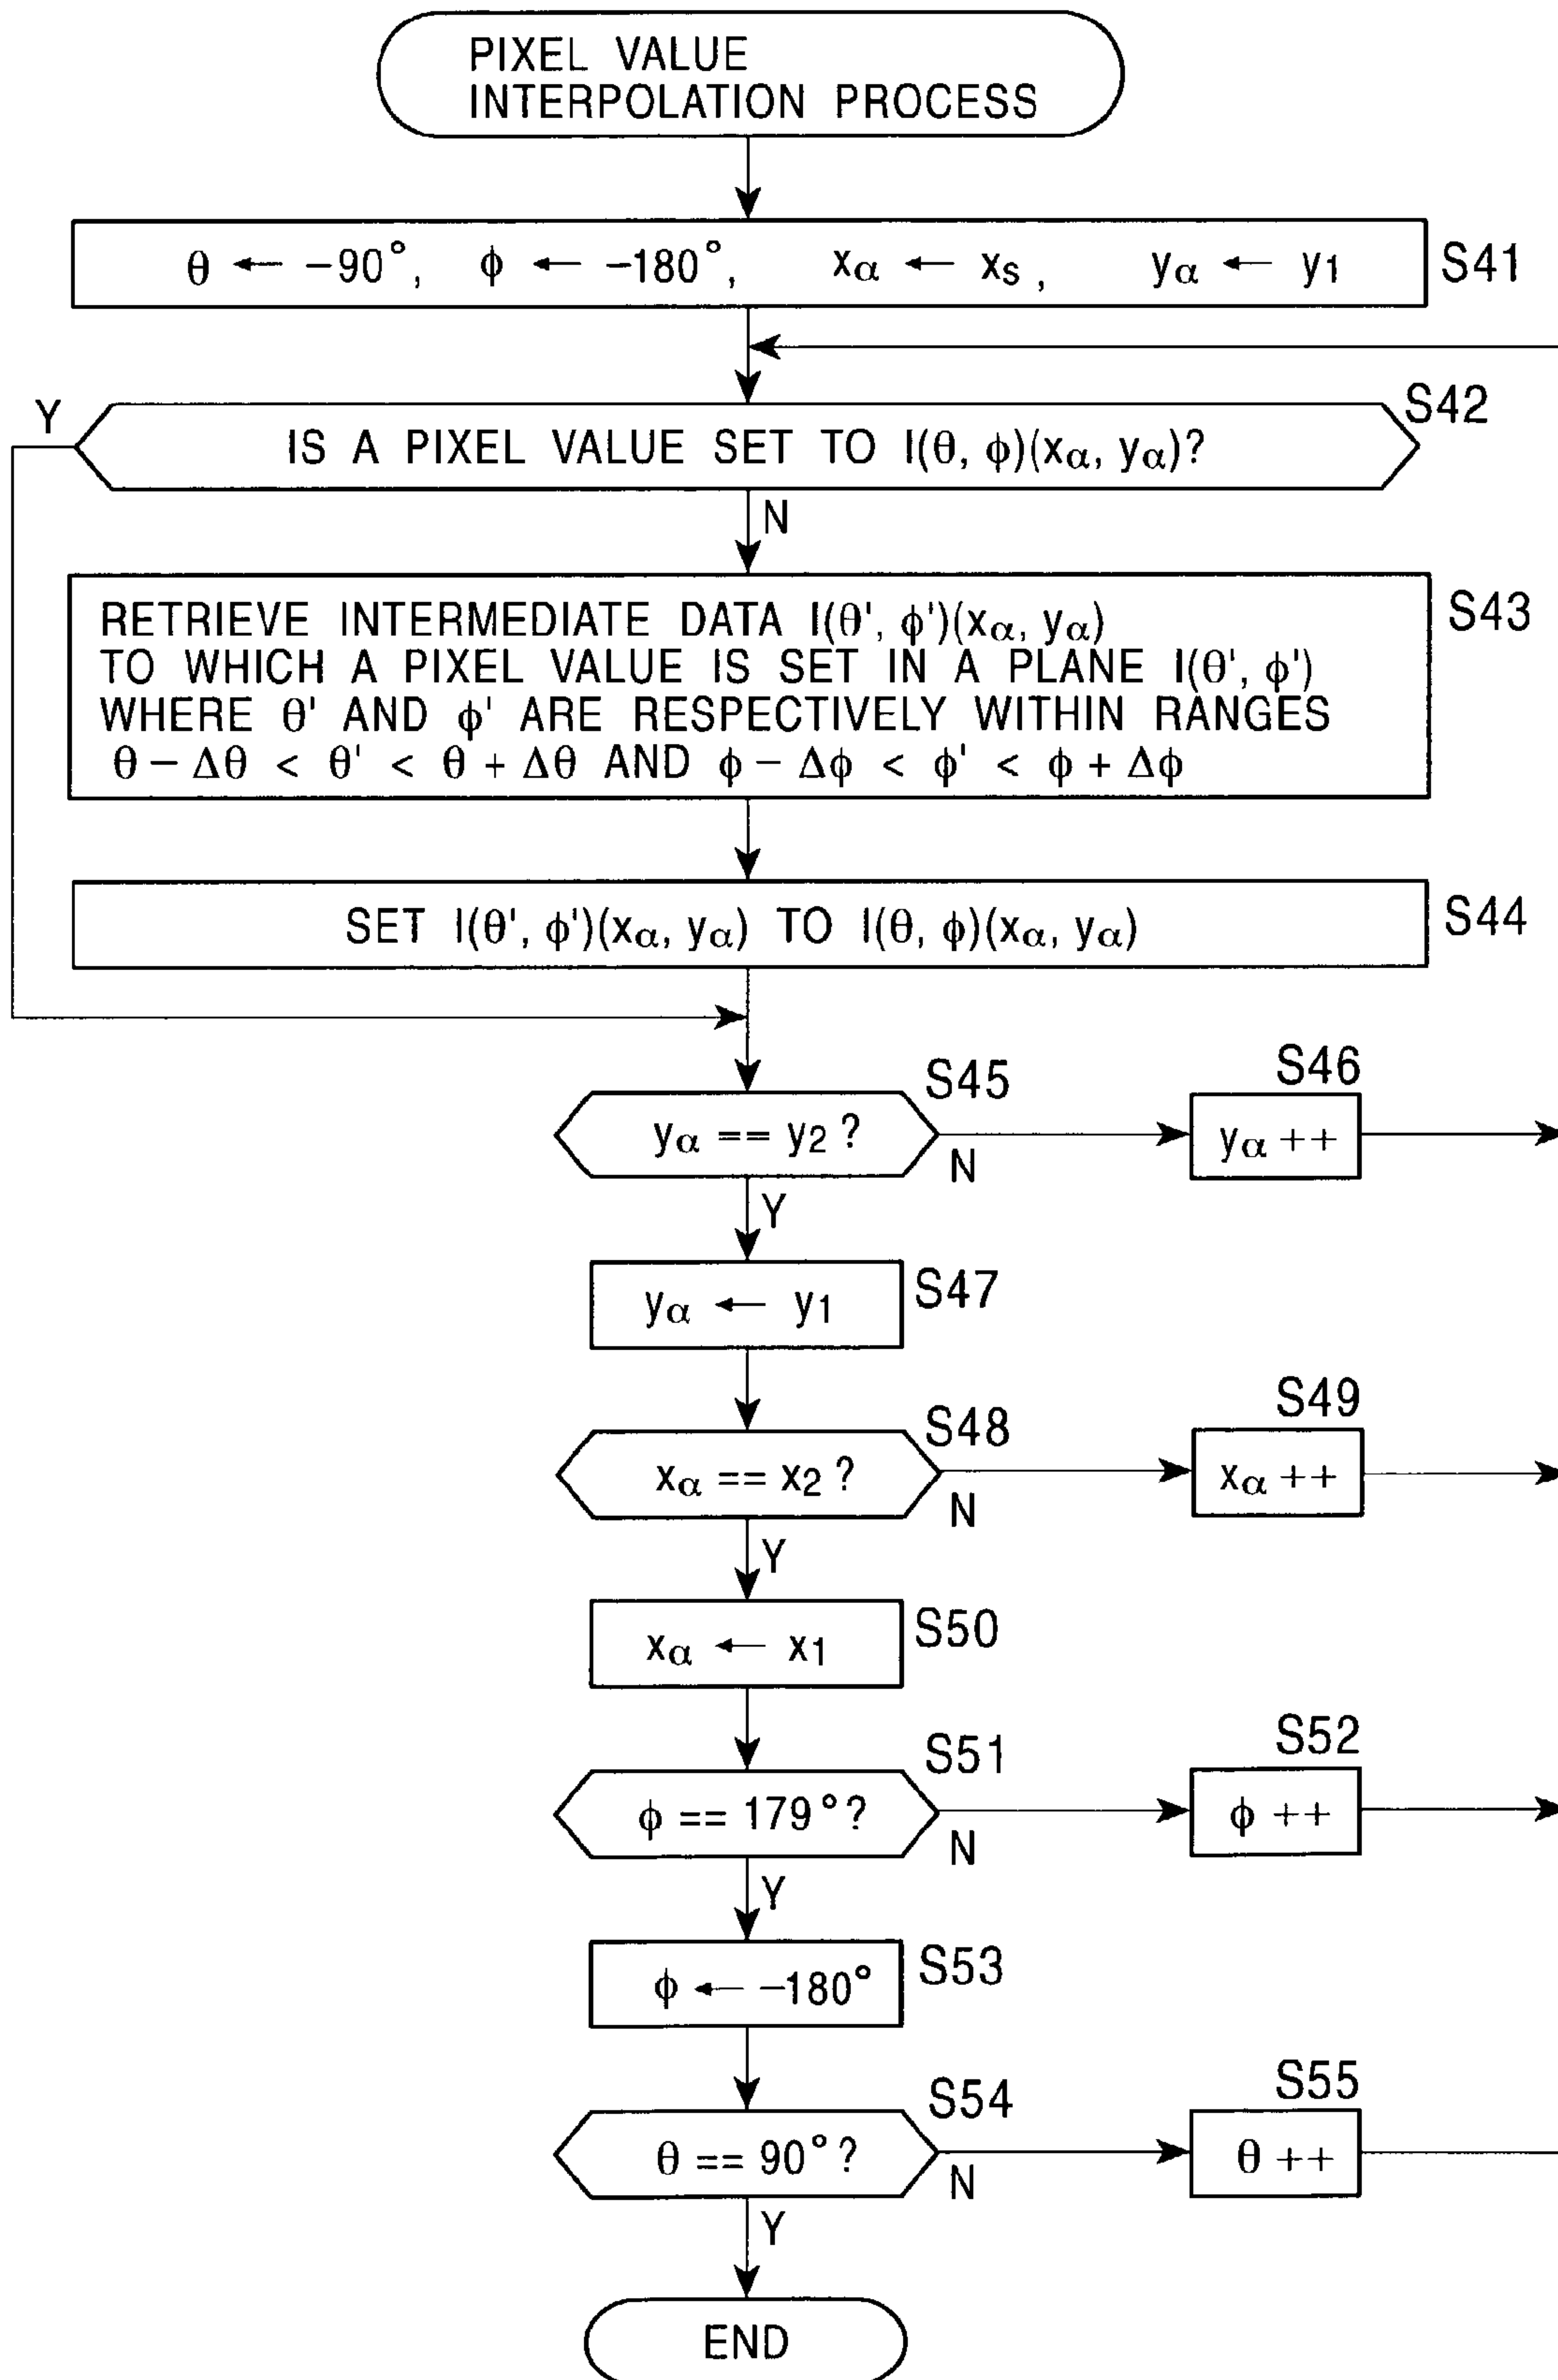 PIXEL VALUE
INTERPOLATION PROCESS
θ ← −90°, ϕ ← −180°, xα ← xs, yα ← y1
S41
S42
Y
IS A PIXEL VALUE SET TO I(θ, ϕ)(xα, yα)?
N
S43
RETRIEVE INTERMEDIATE DATA I(θ', ϕ')(xα, yα)
TO WHICH A PIXEL VALUE IS SET IN A PLANE I(θ', ϕ')
WHERE θ' AND ϕ' ARE RESPECTIVELY WITHIN RANGES
θ − Δθ < θ' < θ + Δθ AND ϕ − Δϕ < ϕ' < ϕ + Δϕ
SET I(θ', ϕ')(xα, yα) TO I(θ, ϕ)(xα, yα)
S44
S45
S46
yα == y2 ?
N
yα ++
Y
yα ← y1
S47
S48
S49
xα == x2 ?
N
xα ++
Y
xα ← x1
S50
S51
S52
ϕ == 179° ?
N
ϕ ++
Y
ϕ ← −180°
S53
S54
S55
θ == 90° ?
N
θ ++
Y
END